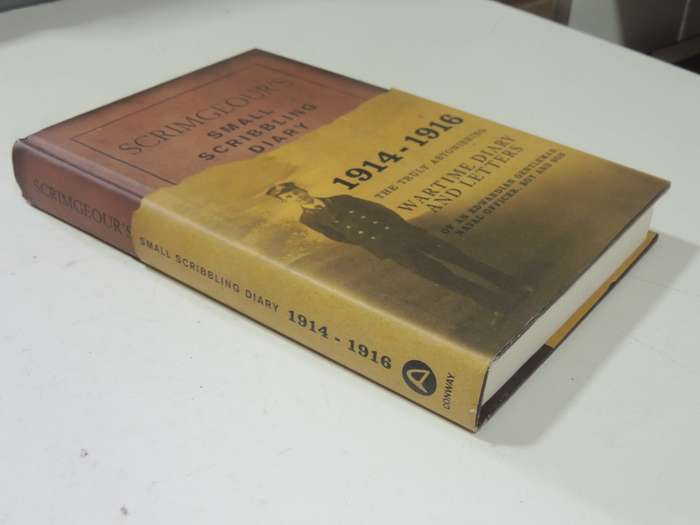 SCRIMGEOUR'S
SMALL
SCRIBBLING
DIARY
1914-1916
THE TRULY ASTONISHING
WARTIME DIARY
AND LETTERS
OF AN EDWARDIAN GENTLEMAN
NAVAL OFFICER, BOY AND SON
SCRIMGEOUR'S
SMALL SCRIBBLING DIARY 1914-1916
CONWAY